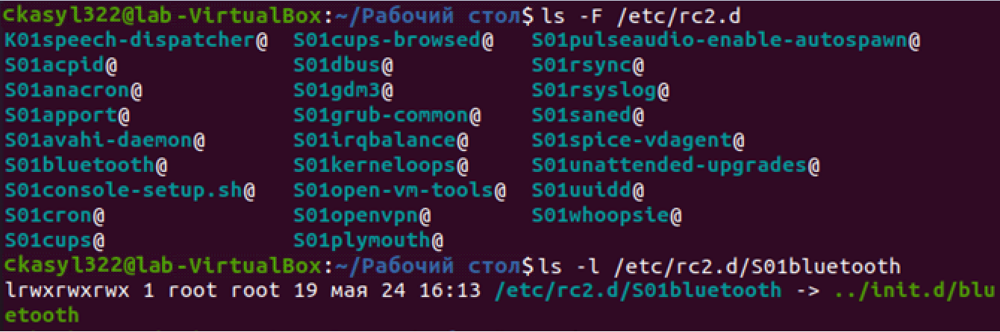 ckasyl322@lab-VirtualBox:~/Рабочий стол$ ls -F /etc/rc2.d
K01speech-dispatcher@ S01cups-browsed@ S01pulseaudio-enable-autospawn@
S01acpid@ S01dbus@ S01rsync@
S01anacron@ S01gdm3@ S01rsyslog@
S01apport@ S01grub-common@ S01saned@
S01avahi-daemon@ S01irqbalance@ S01spice-vdagent@
S01bluetooth@ S01kerneloops@ S01unattended-upgrades@
S01console-setup.sh@ S01open-vm-tools@ S01uuidd@
S01cron@ S01openvpn@ S01whoopsie@
S01cups@ S01plymouth@
ckasyl322@lab-VirtualBox:~/Рабочий стол$ ls -l /etc/rc2.d/S01bluetooth
lrwxrwxrwx 1 root root 19 мая 24 16:13 /etc/rc2.d/S01bluetooth -> ../init.d/blu
etooth